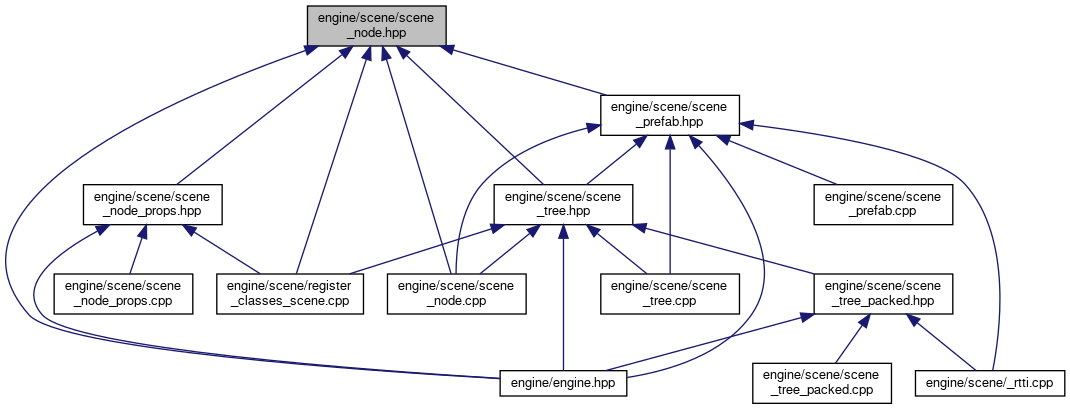 engine/scene/scene
_node.hpp
engine/scene/scene
_prefab.hpp
engine/scene/scene
_node_props.hpp
engine/scene/scene
_tree.hpp
engine/scene/scene
_prefab.cpp
engine/scene/scene
_node_props.cpp
engine/scene/register
_classes_scene.cpp
engine/scene/scene
_node.cpp
engine/scene/scene
_tree.cpp
engine/scene/scene
_tree_packed.hpp
engine/engine.hpp
engine/scene/scene
_tree_packed.cpp
engine/scene/_rtti.cpp